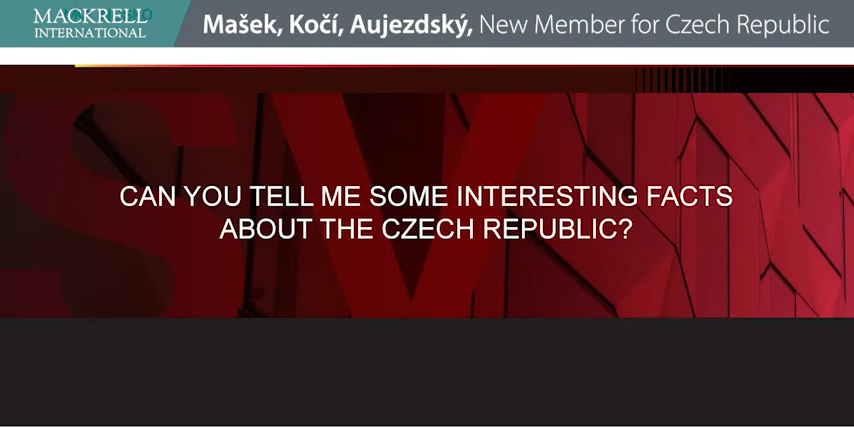 MACKRELL
INTERNATIONAL
Mašek, Kočí, Aujezdský, New Member for Czech Republic
CAN YOU TELL ME SOME INTERESTING FACTS
ABOUT THE CZECH REPUBLIC?